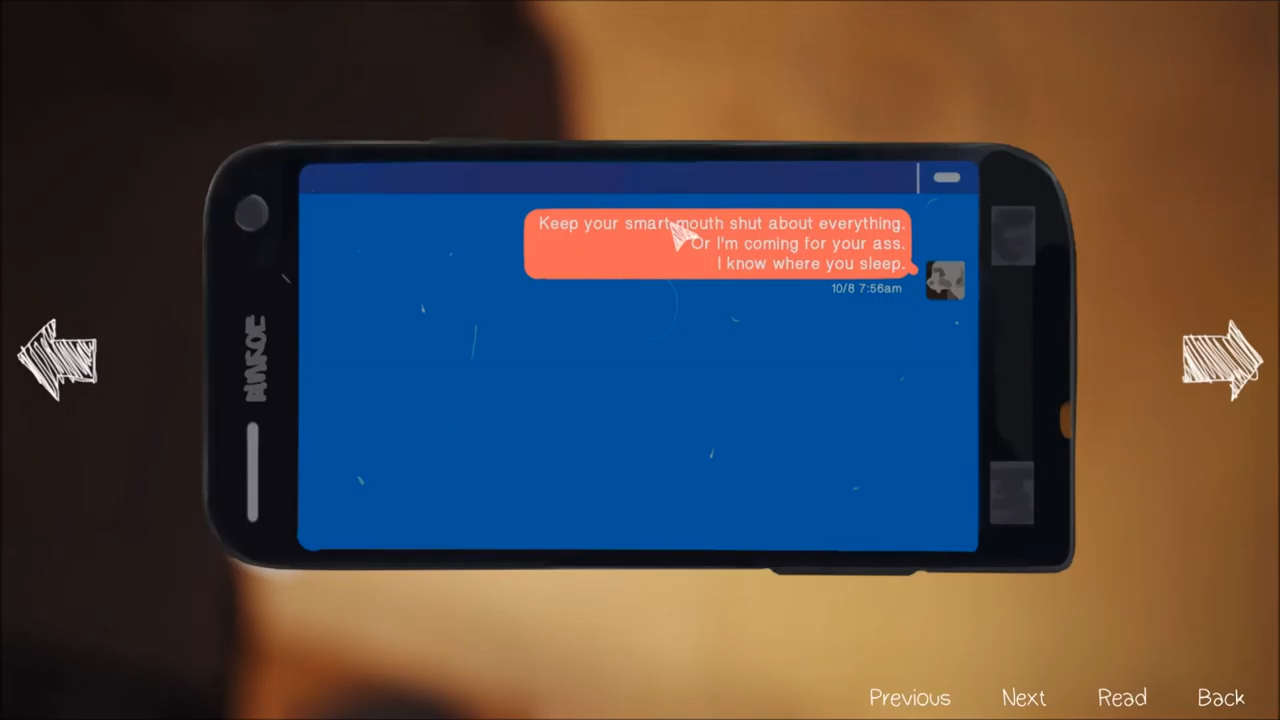 Keep your smart mouth shut about everything.
Or I'm coming for your ass.
I know where you sleep.
10/8 7:56am
Previous Next Read Back